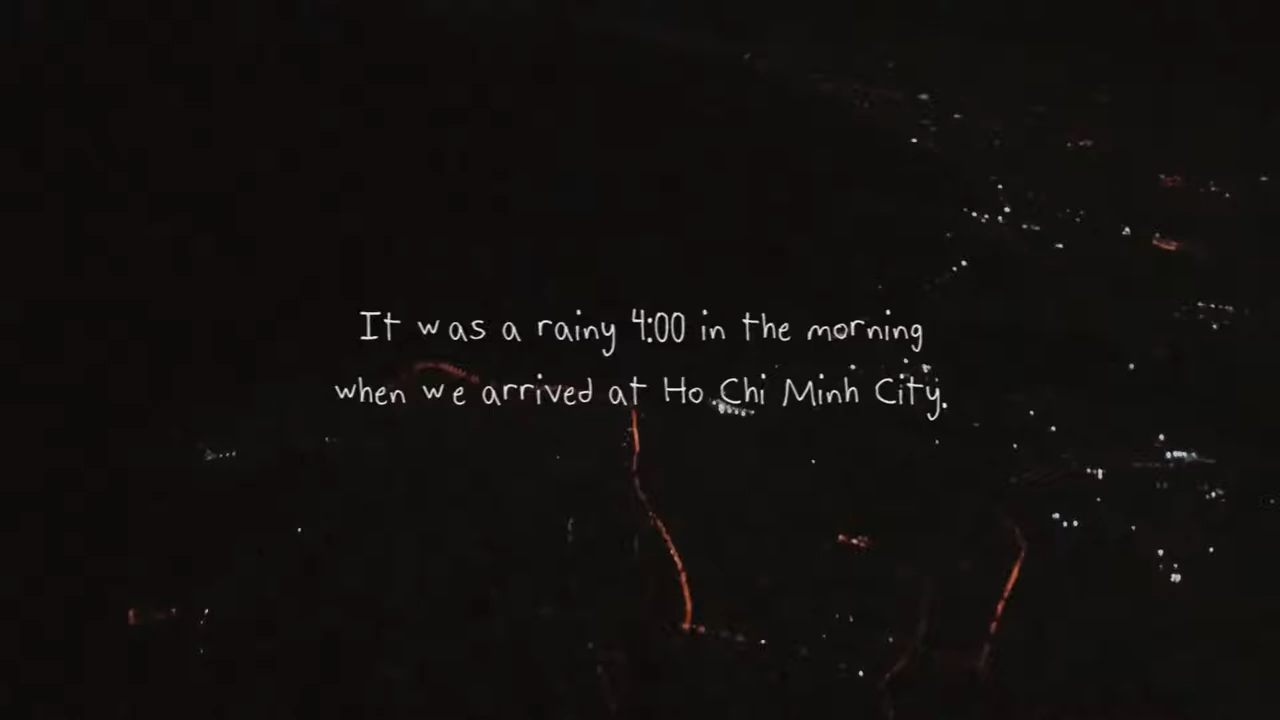 It was a rainy 4:00 in the morning
when we arrived at Ho Chi Minh City.